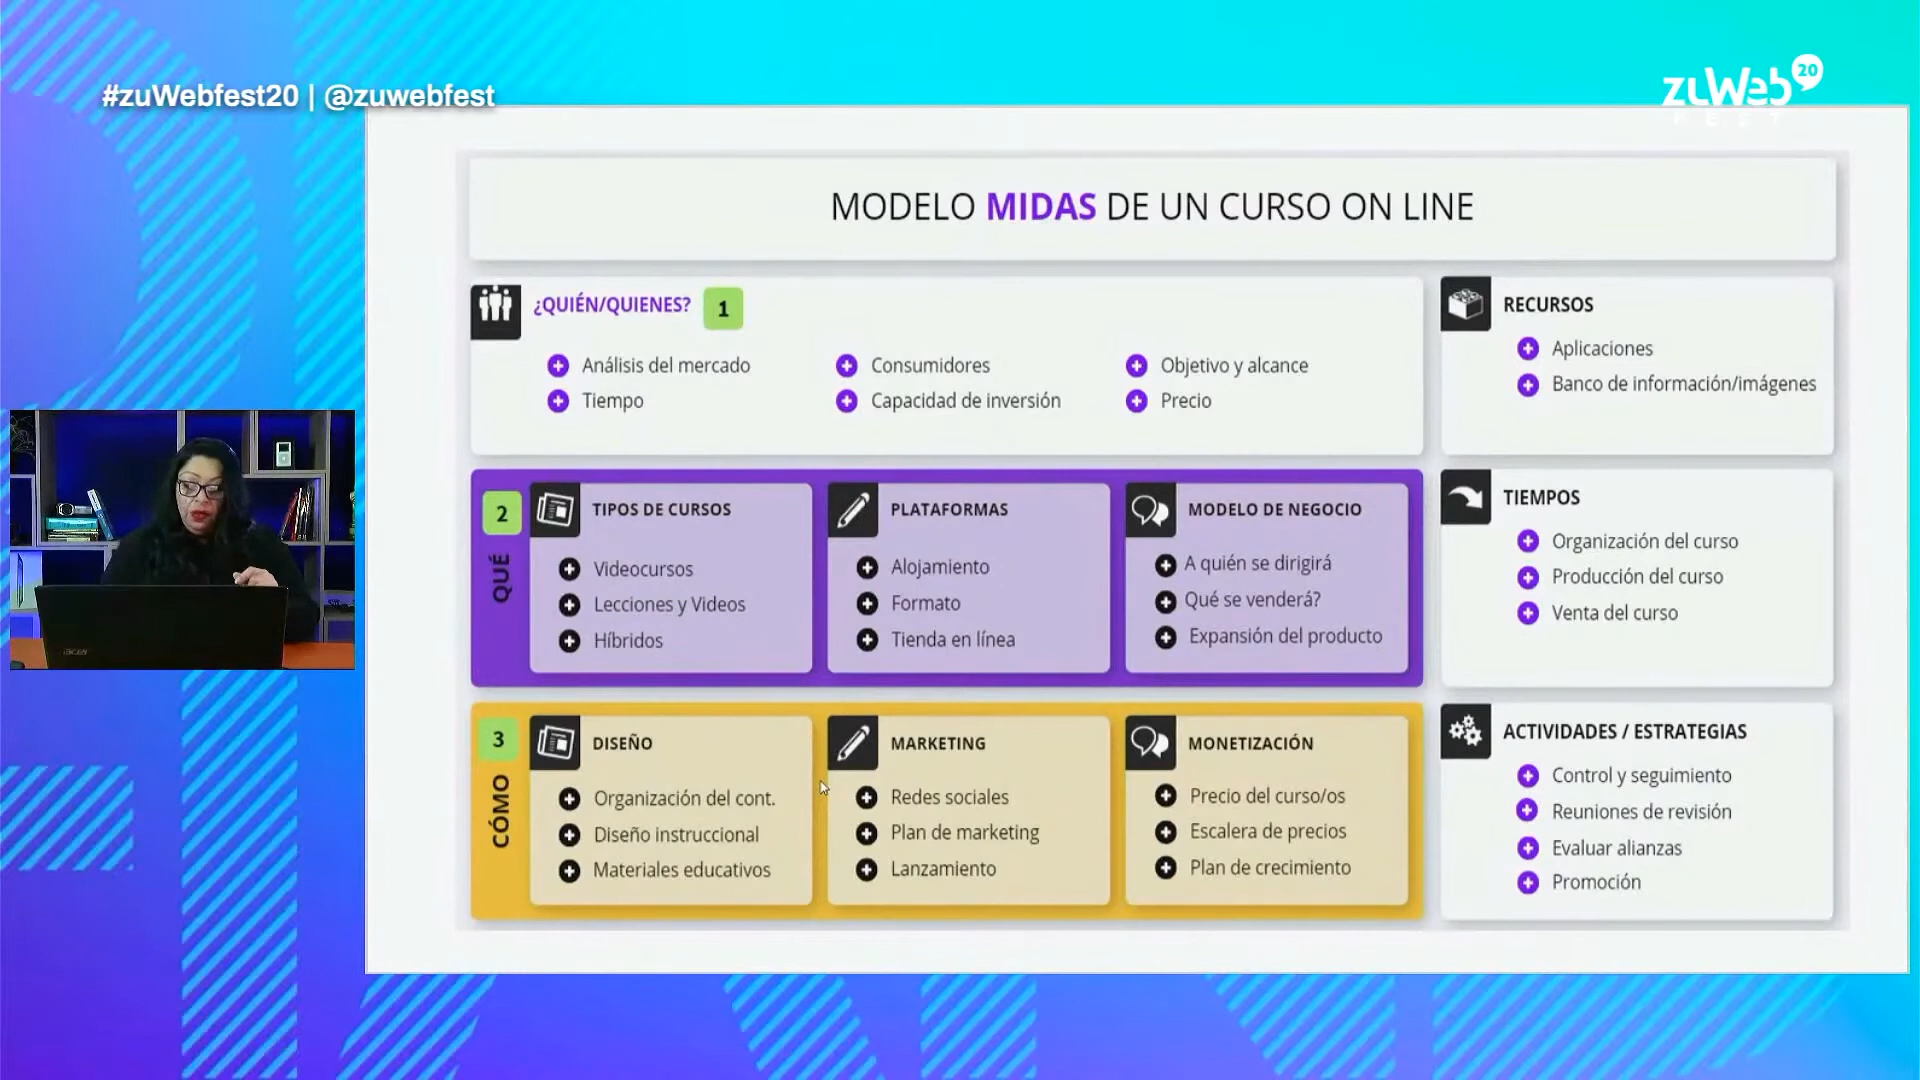 #zuWebfest20 | @zuwebfest
zuWeb 20
FEST
MODELO MIDAS DE UN CURSO ON LINE
¿QUIÉN/QUIENES? 1
Análisis del mercado
Tiempo
Consumidores
Capacidad de inversión
Objetivo y alcance
Precio
RECURSOS
Aplicaciones
Banco de información/imágenes
2
QUÉ
TIPOS DE CURSOS
Videocursos
Lecciones y Videos
Híbridos
PLATAFORMAS
Alojamiento
Formato
Tienda en línea
MODELO DE NEGOCIO
A quién se dirigirá
Qué se venderá?
Expansión del producto
TIEMPOS
Organización del curso
Producción del curso
Venta del curso
3
CÓMO
DISEÑO
Organización del cont.
Diseño instruccional
Materiales educativos
MARKETING
Redes sociales
Plan de marketing
Lanzamiento
MONETIZACIÓN
Precio del curso/os
Escalera de precios
Plan de crecimiento
ACTIVIDADES / ESTRATEGIAS
Control y seguimiento
Reuniones de revisión
Evaluar alianzas
Promoción
acer